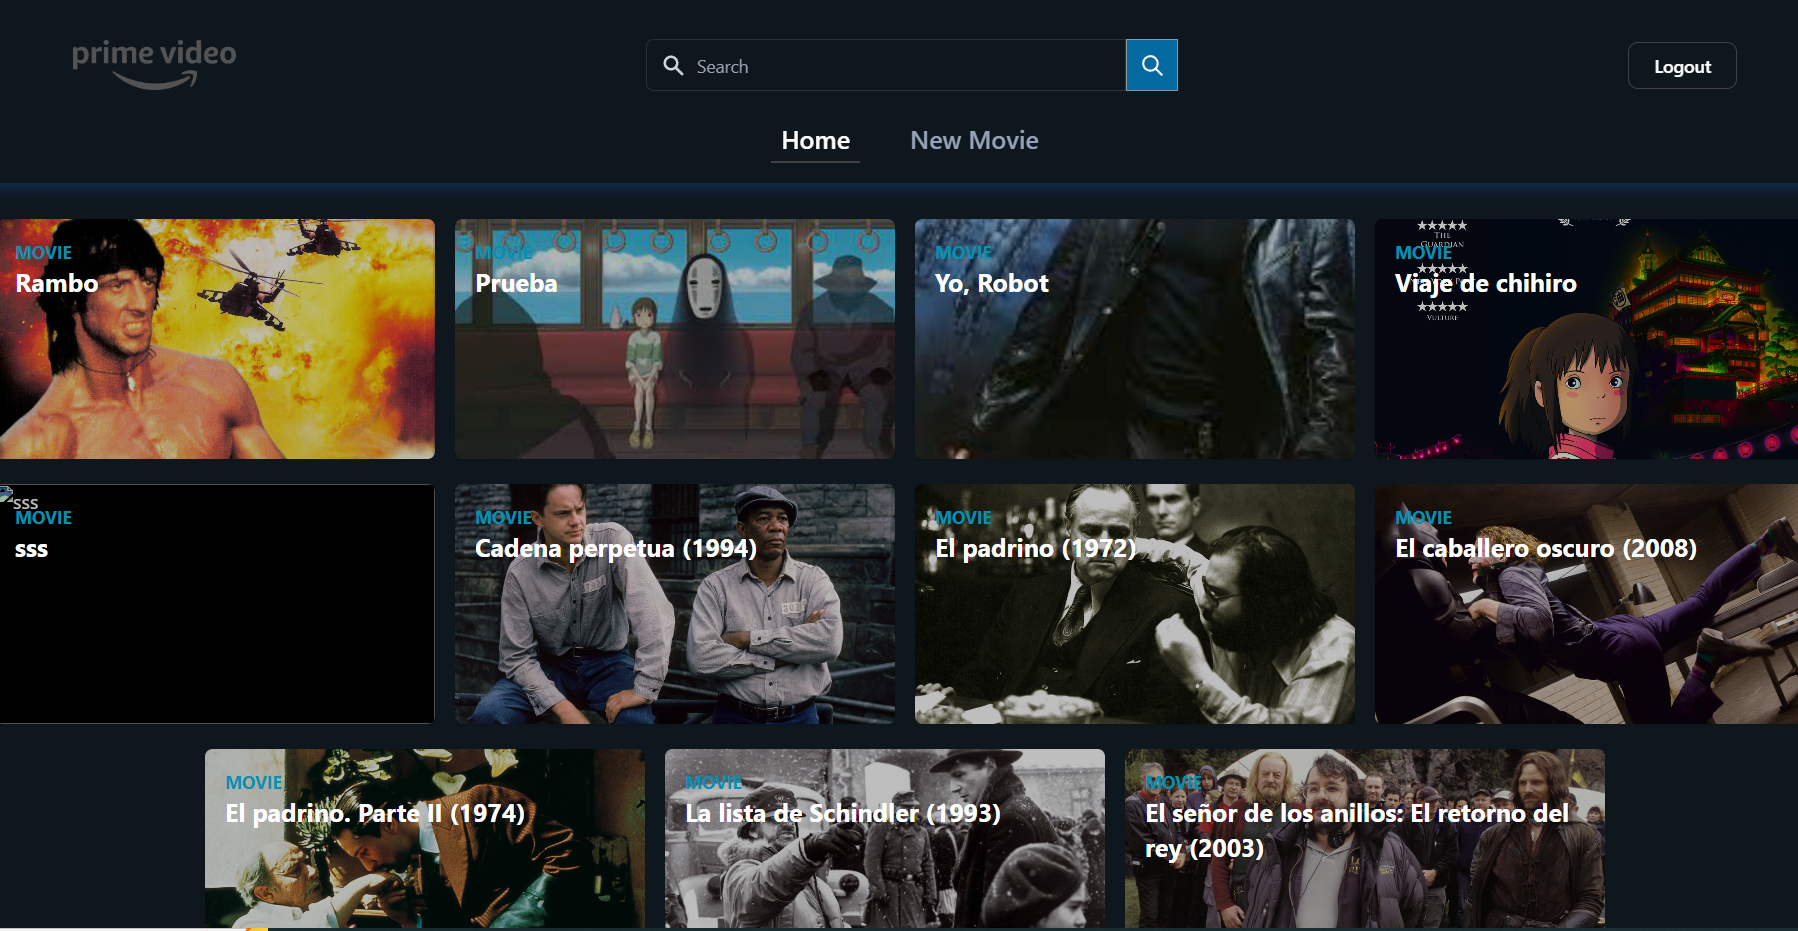 prime video
Search
Logout
Home
New Movie
MOVIE
Rambo
MOVIE
Prueba
MOVIE
Yo, Robot
★★★★★
THE
GUARDIAN
MOVIE
★★★★★
Viaje de chihiro
★★★★★
VULTURE
sss
MOVIE
sss
MOVIE
Cadena perpetua (1994)
MOVIE
El padrino (1972)
MOVIE
El caballero oscuro (2008)
MOVIE
El padrino. Parte II (1974)
MOVIE
La lista de Schindler (1993)
MOVIE
El señor de los anillos: El retorno del
rey (2003)